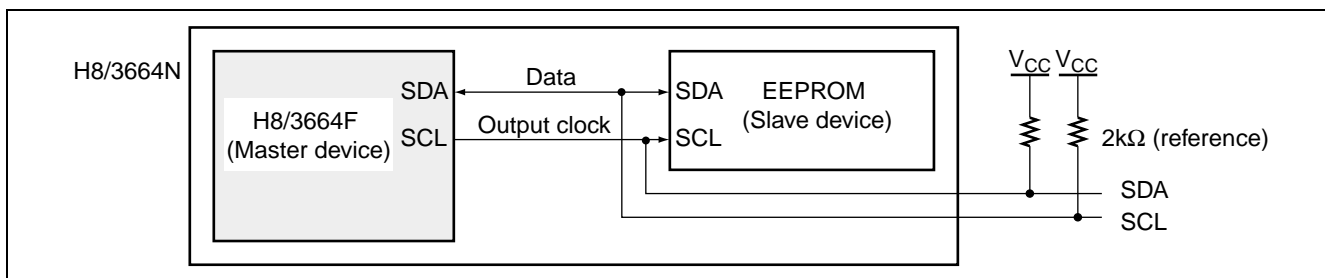 H8/3664N
H8/3664F
(Master device)
SDA
SCL
Data
Output clock
SDA
SCL
EEPROM
(Slave device)
VCC
VCC
2kΩ (reference)
SDA
SCL